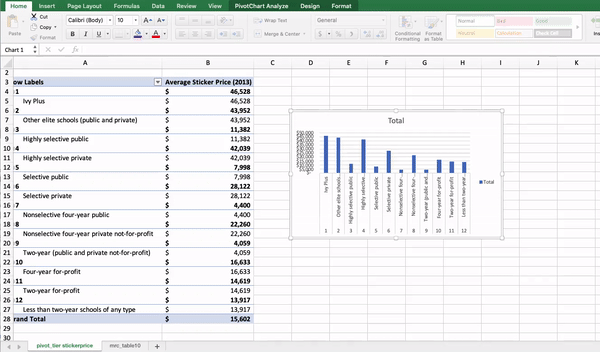 Home Insert Page Layout Formulas Data Review View PivotChart Analyze Design Format
Cut
Copy
Paste
Format
Calibri (Body) 10 A A
B I U A
Wrap Text
Merge & Center
General
$ % )
Conditional Formatting
Format as Table
Normal Bad Good
Neutral Calculation Check Cell
Ins
Chart 1 fx
A B C D E F G H I J K
2
3 ow Labels Average Sticker Price (2013)
4 1 $ 46,528
5 Ivy Plus $ 46,528
6 2 $ 43,952
7 Other elite schools (public and private) $ 43,952
8 3 $ 11,382
9 Highly selective public $ 11,382
10 4 $ 42,039
11 Highly selective private $ 42,039
12 5 $ 7,998
13 Selective public $ 7,998
14 6 $ 28,122
15 Selective private $ 28,122
16 7 $ 4,400
17 Nonselective four-year public $ 4,400
18 8 $ 22,260
19 Nonselective four-year private not-for-profit $ 22,260
20 9 $ 4,059
21 Two-year (public and private not-for-profit) $ 4,059
22 10 $ 16,633
23 Four-year for-profit $ 16,633
24 11 $ 14,619
25 Two-year for-profit $ 14,619
26 12 $ 13,917
27 Less than two-year schools of any type $ 13,917
28 rand Total $ 15,602
29
30
Total
$50,000
$45,000
$40,000
$35,000
$30,000
$25,000
$20,000
$15,000
$10,000
$5,000
Ivy Plus
Other elite schools…
Highly selective public
Highly selective…
Selective public
Selective private
Nonselective four-…
Nonselective four-…
Two-year (public and…
Four-year for-profit
Two-year for-profit
Less than two-year…
1 2 3 4 5 6 7 8 9 10 11 12
Total
pivot_tier stickerprice mrc_table10 +